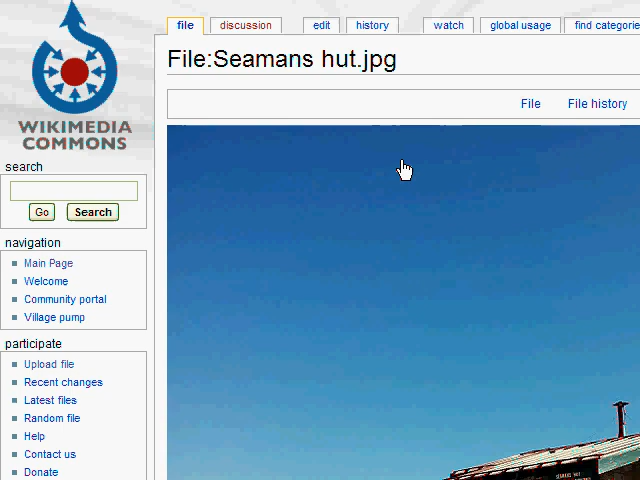 file discussion edit history watch global usage find categorie
File:Seamans hut.jpg
File File history
WIKIMEDIA
COMMONS
search
Go Search
navigation
Main Page
Welcome
Community portal
Village pump
participate
Upload file
Recent changes
Latest files
Random file
Help
Contact us
Donate
SEAMANS HUT